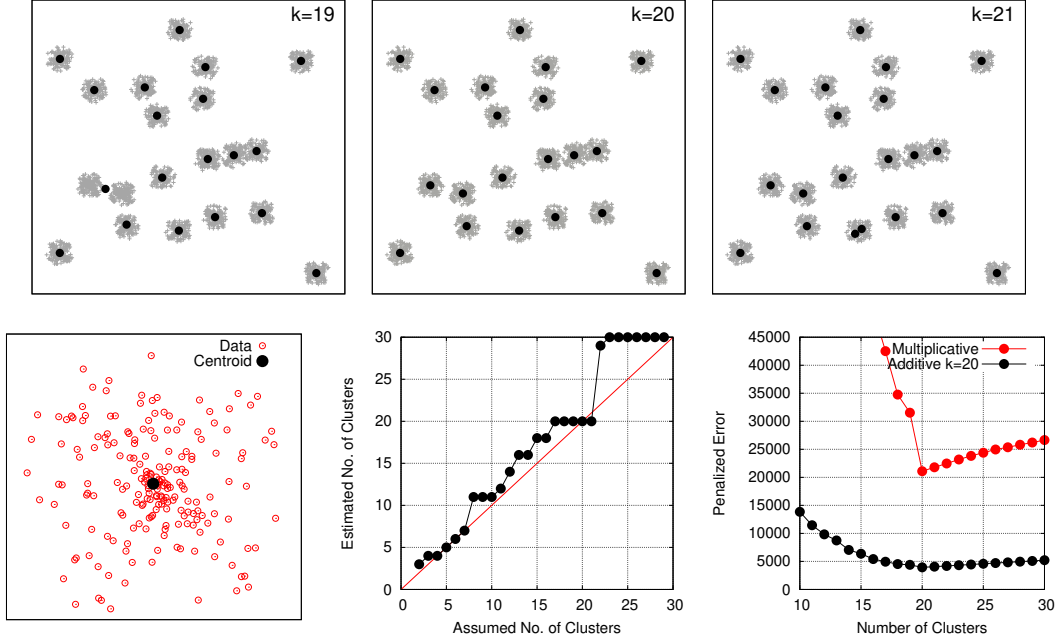 k=19
k=20
k=21
Data
Centroid
Estimated No. of Clusters
30
25
20
15
10
5
0
0 5 10 15 20 25 30
Assumed No. of Clusters
Penalized Error
45000
40000
35000
30000
25000
20000
15000
10000
5000
0
10 15 20 25 30
Number of Clusters
Multiplicative
Additive k=20